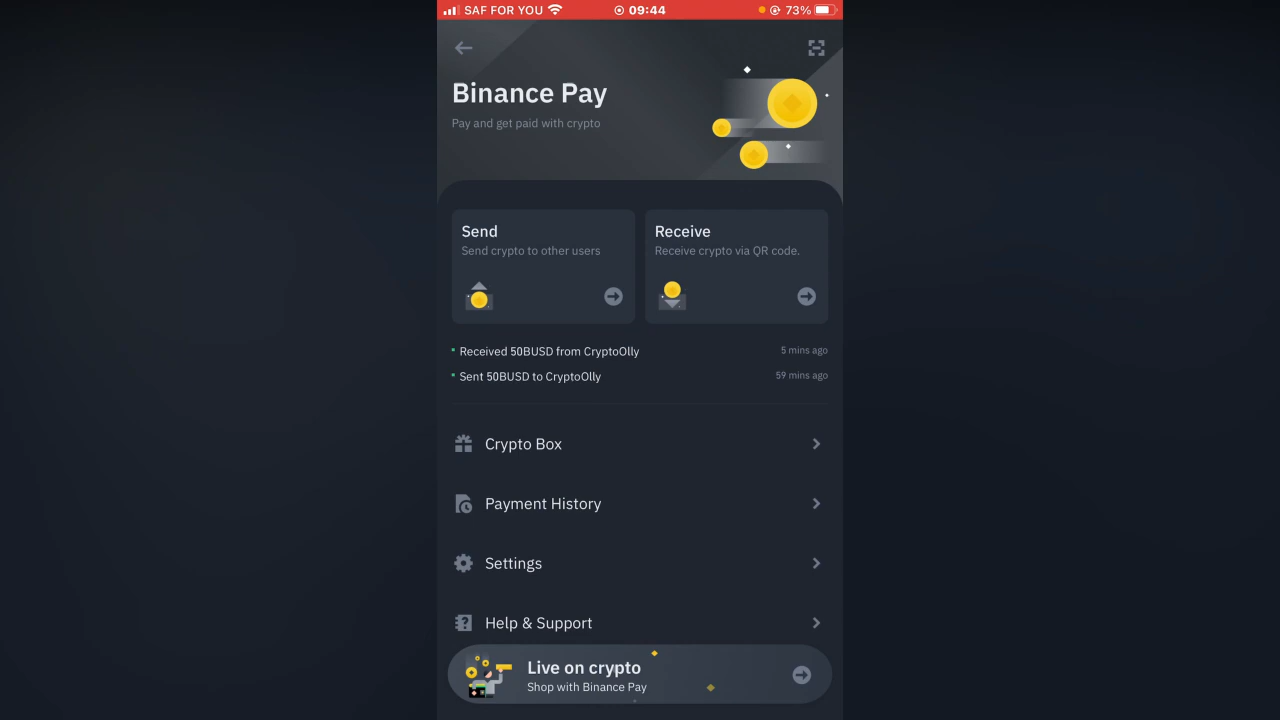 SAF FOR YOU 09:44 73%
Binance Pay
Pay and get paid with crypto
Send
Send crypto to other users
Receive
Receive crypto via QR code.
Received 50BUSD from CryptoOlly 5 mins ago
Sent 50BUSD to CryptoOlly 59 mins ago
Crypto Box
Payment History
Settings
Help & Support
Live on crypto
Shop with Binance Pay